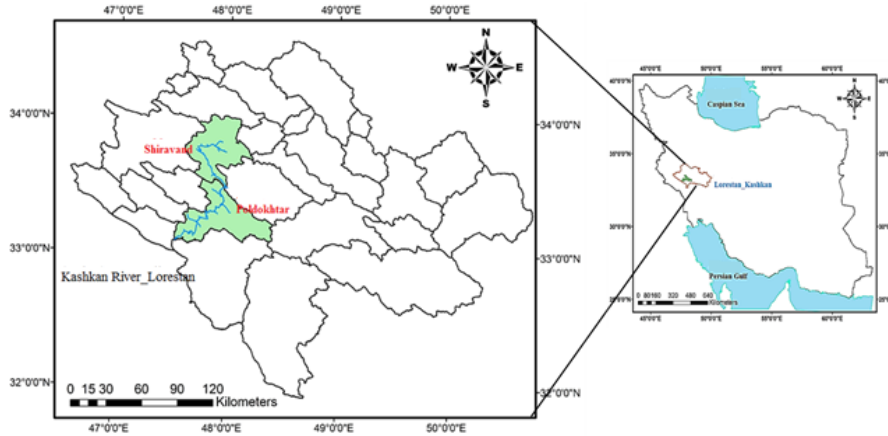 47°0'0"E 48°0'0"E 49°0'0"E 50°0'0"E
N
W E
S
34°0'0"N 34°0'0"N
Shiravand
Poldokhtar
33°0'0"N 33°0'0"N
Kashkan River_Lorestan
32°0'0"N 32°0'0"N
0 15 30 60 90 120
Kilometers
47°0'0"E 48°0'0"E 49°0'0"E 50°0'0"E
Caspian Sea
Lorestan_Kashkan
Persian Gulf
Kilometers